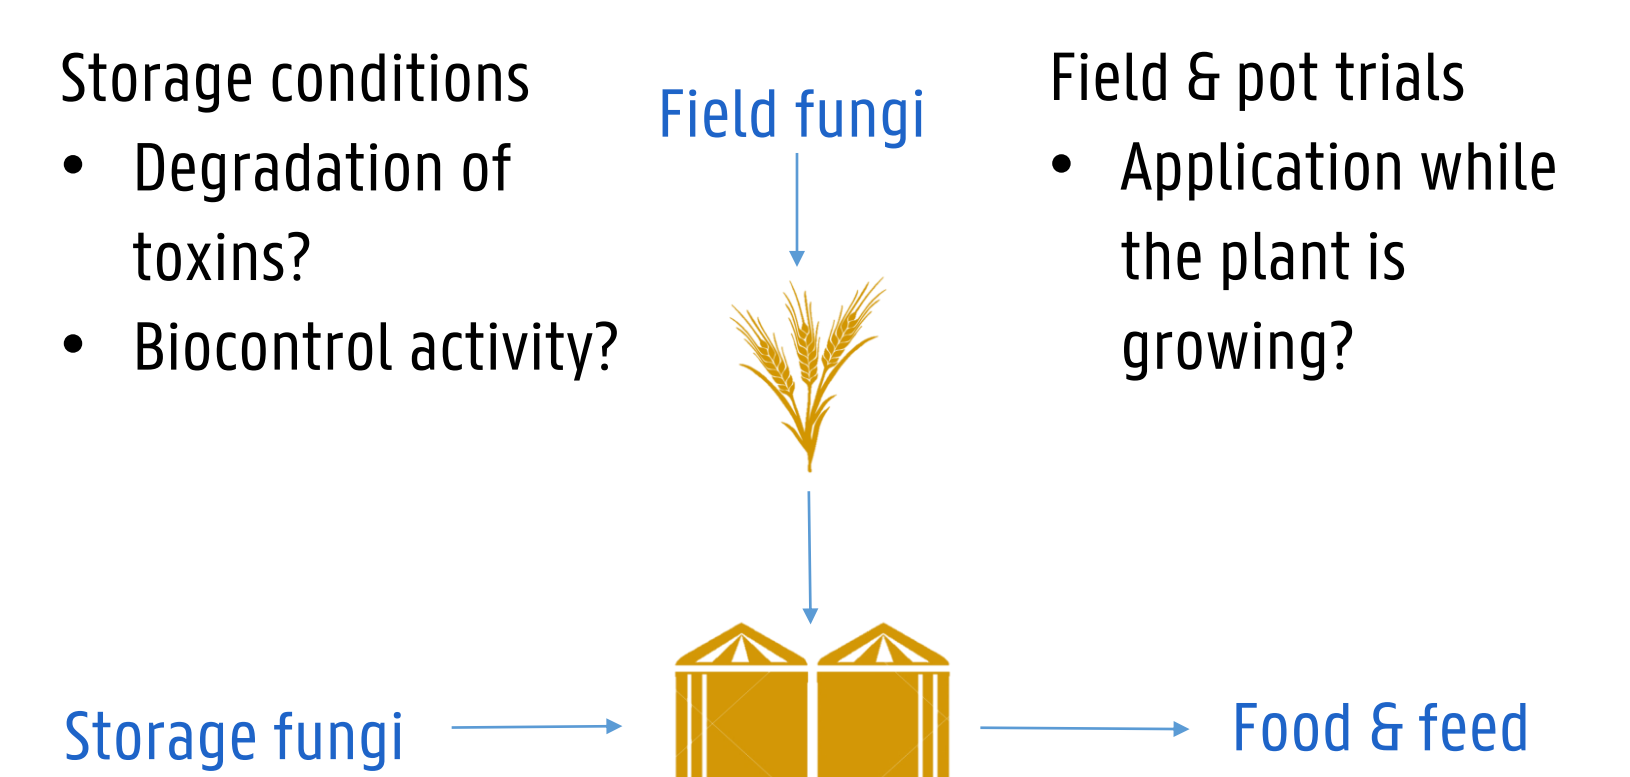 Storage conditions
• Degradation of
toxins?
• Biocontrol activity?
Field fungi
Field & pot trials
• Application while
the plant is
growing?
Storage fungi
Food & feed